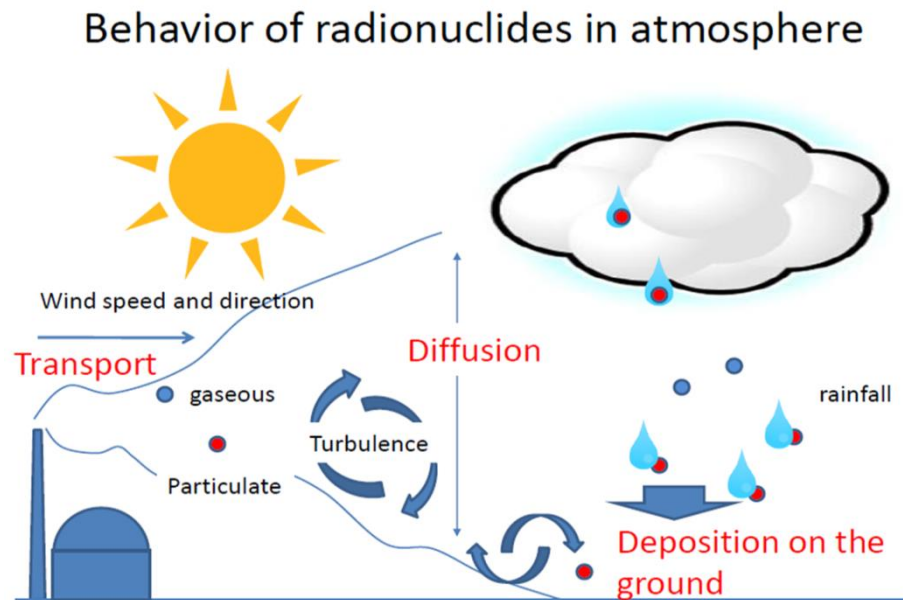 Behavior of radionuclides in atmosphere
Wind speed and direction
Transport
Diffusion
gaseous
rainfall
Turbulence
Particulate
Deposition on the
ground